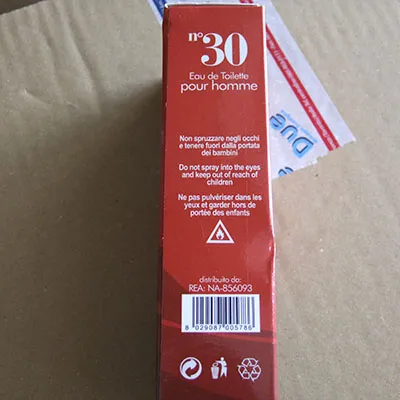 n° 30
Eau de Toilette
pour homme
Non spruzzare negli occhi
e tenere fuori dalla portata
dei bambini
Do not spray into the eyes
and keep out of reach of
children
Ne pas pulvériser dans les
yeux et garder hors de
portée des enfants
distribuito da:
REA: NA-856093
8 029087 005786
Due